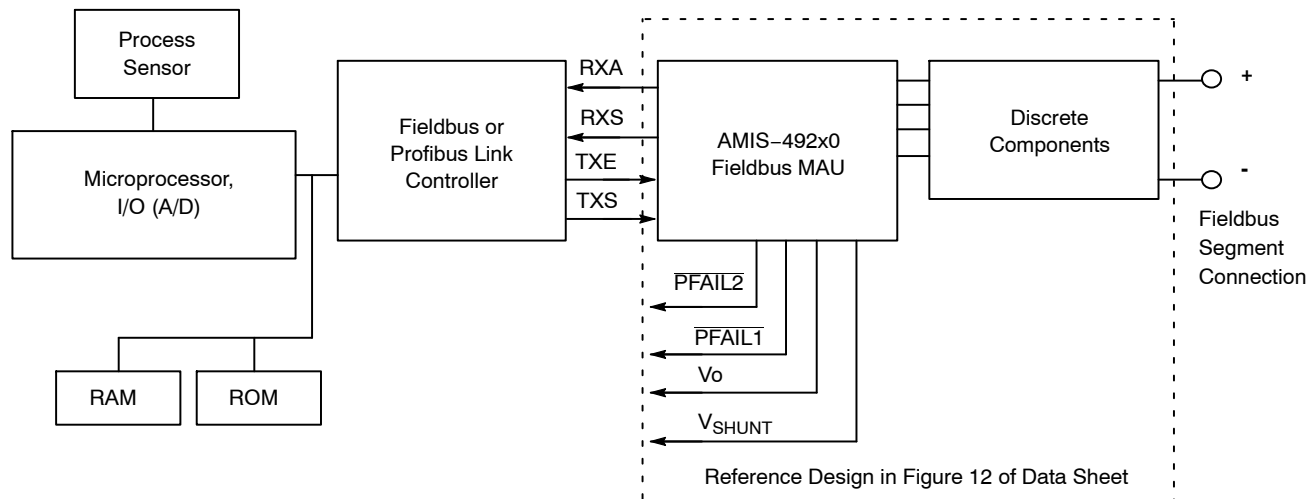 Process
Sensor
Microprocessor,
I/O (A/D)
RAM
ROM
Fieldbus or
Profibus Link
Controller
RXA
RXS
TXE
TXS
AMIS−492x0
Fieldbus MAU
Discrete
Components
+
-
Fieldbus
Segment
Connection
PFAIL2
PFAIL1
Vo
VSHUNT
Reference Design in Figure 12 of Data Sheet